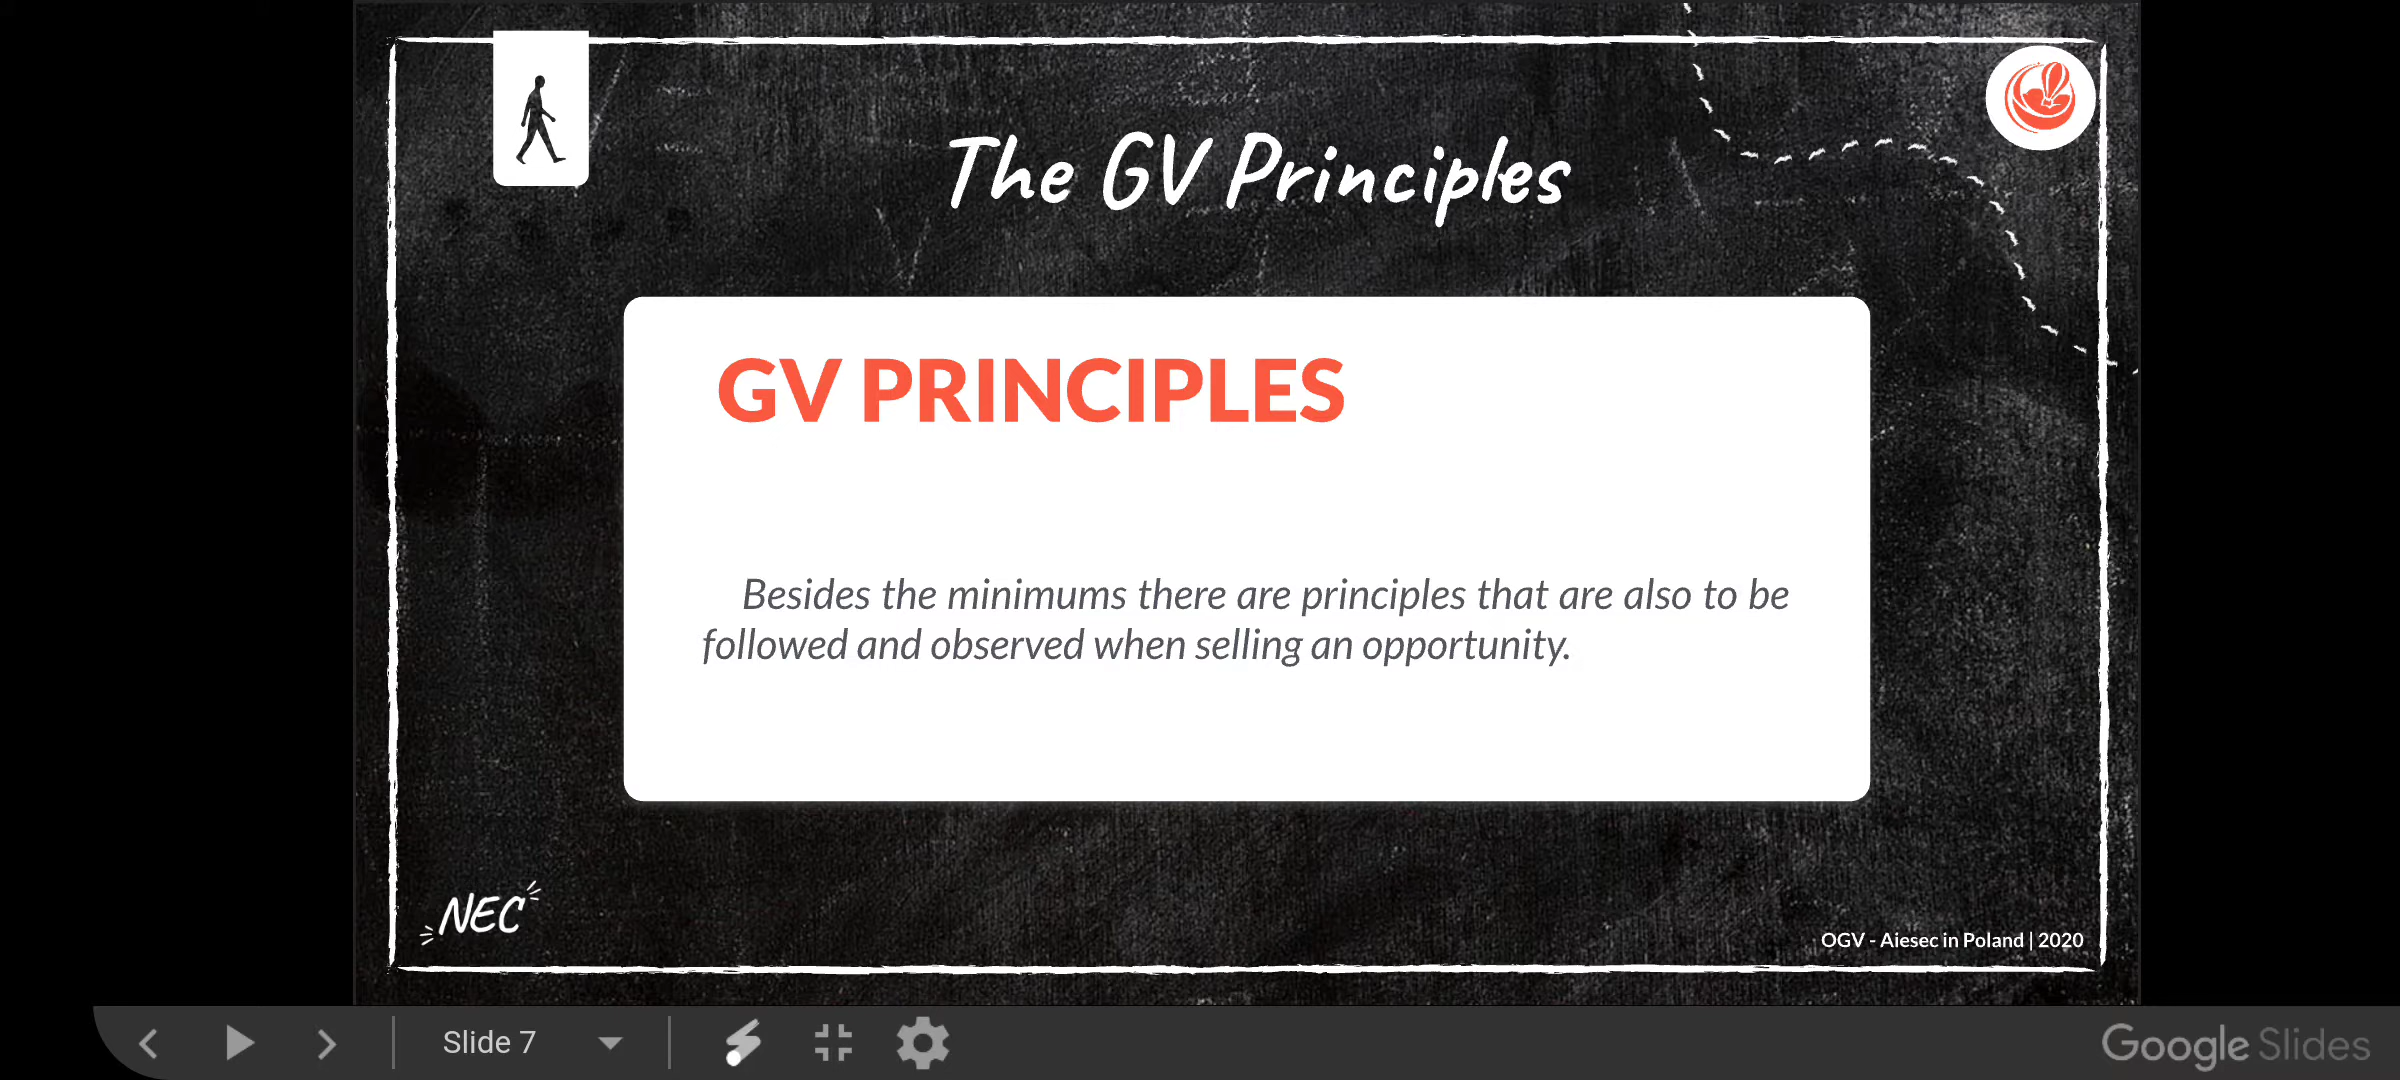 The GV Principles
GV PRINCIPLES
Besides the minimums there are principles that are also to be
followed and observed when selling an opportunity.
NEC
OGV - Aiesec in Poland | 2020
Slide 7
Google Slides